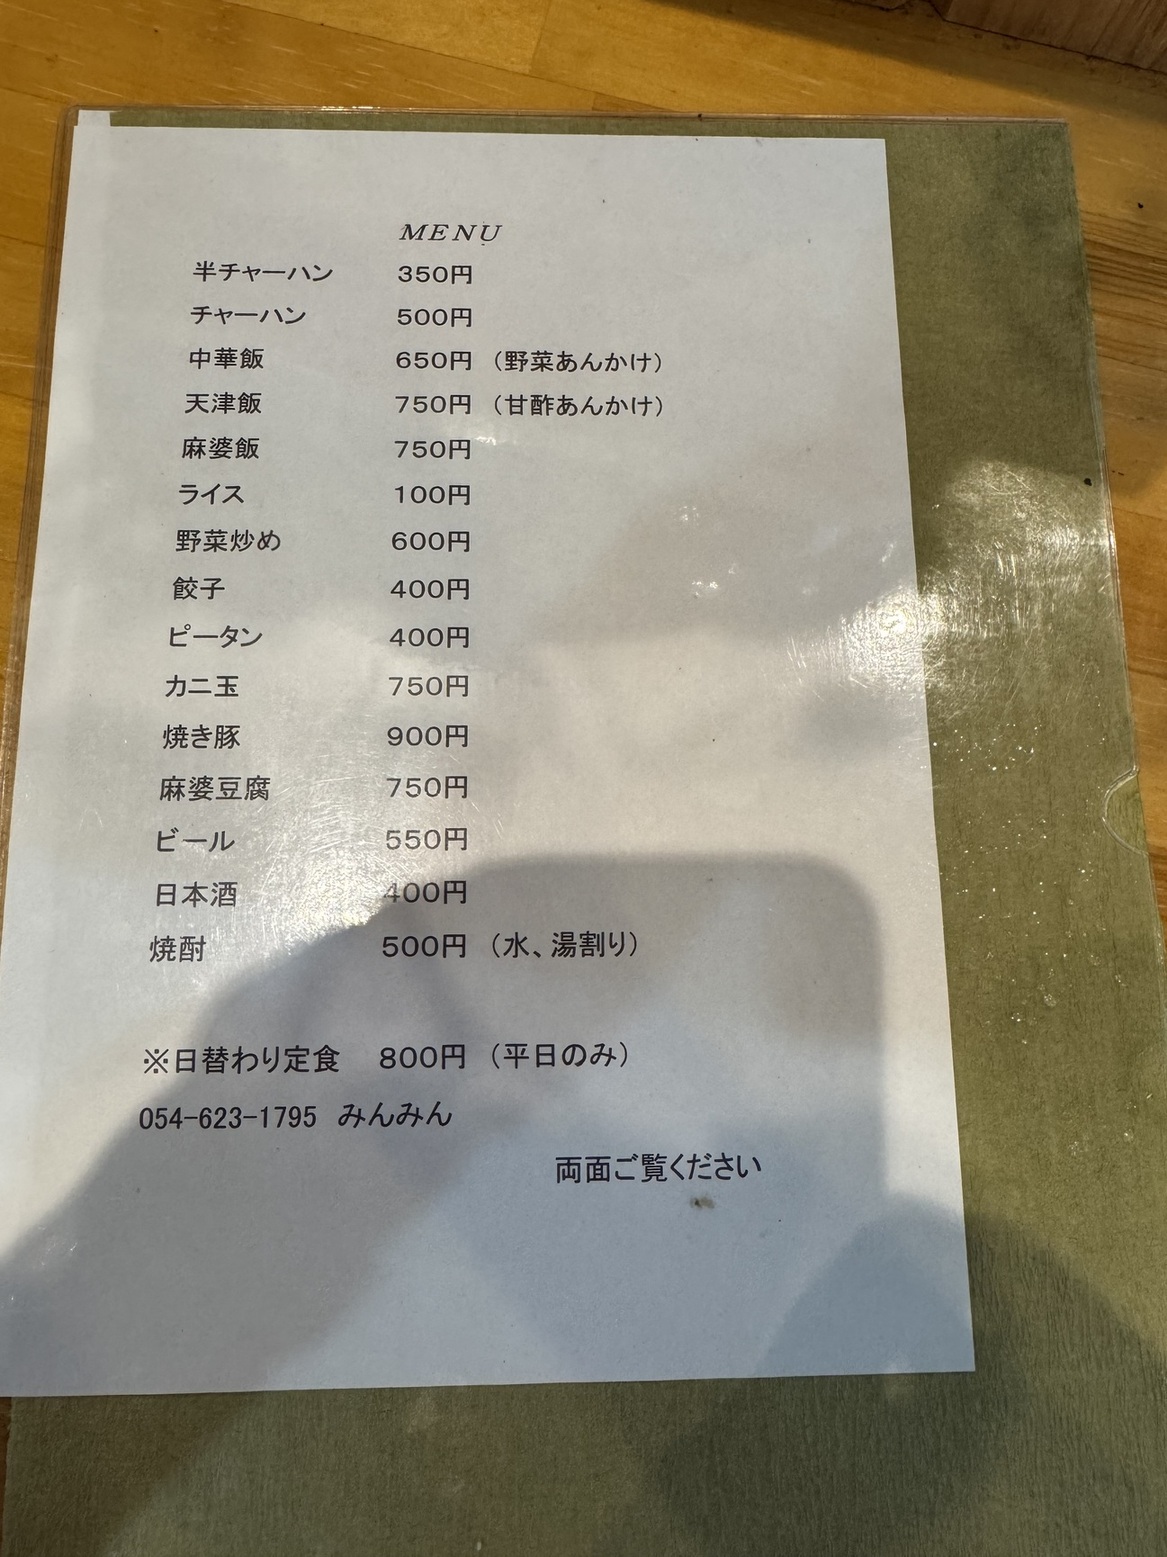 MENU
半チャーハン 350円
チャーハン 500円
中華飯 650円 (野菜あんかけ)
天津飯 750円 (甘酢あんかけ)
麻婆飯 750円
ライス 100円
野菜炒め 600円
餃子 400円
ピータン 400円
カニ玉 750円
焼き豚 900円
麻婆豆腐 750円
ビール 550円
日本酒 400円
焼酎 500円 (水、湯割り)
※日替わり定食 800円 (平日のみ)
054-623-1795 みんみん
両面ご覧ください